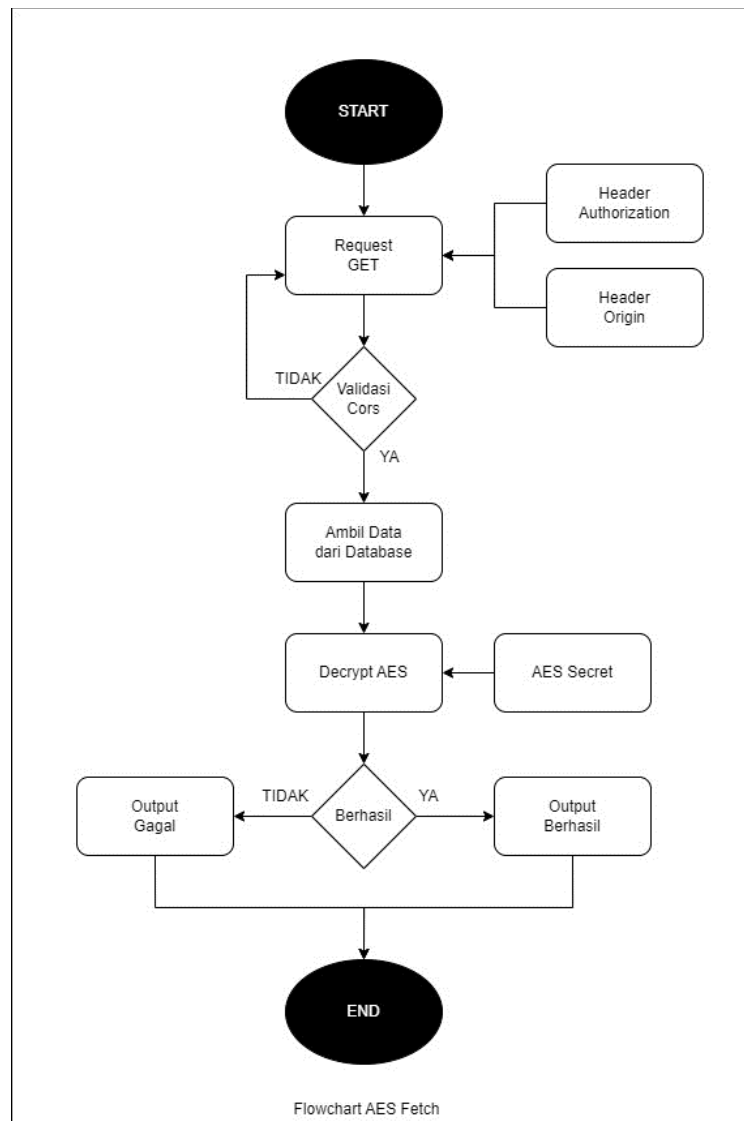 START
Request
GET
Header
Authorization
Header
Origin
TIDAK
Validasi
Cors
YA
Ambil Data
dari Database
Decrypt AES
AES Secret
Output
Gagal
TIDAK
Berhasil
YA
Output
Berhasil
END
Flowchart AES Fetch